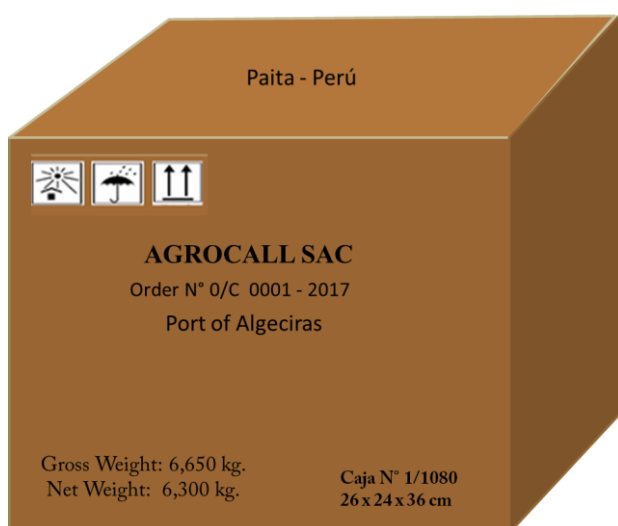 Paita - Perú
AGROCALL SAC
Order N° 0/C 0001 - 2017
Port of Algeciras
Gross Weight: 6,650 kg.
Net Weight: 6,300 kg.
Caja N° 1/1080
26 x 24 x 36 cm